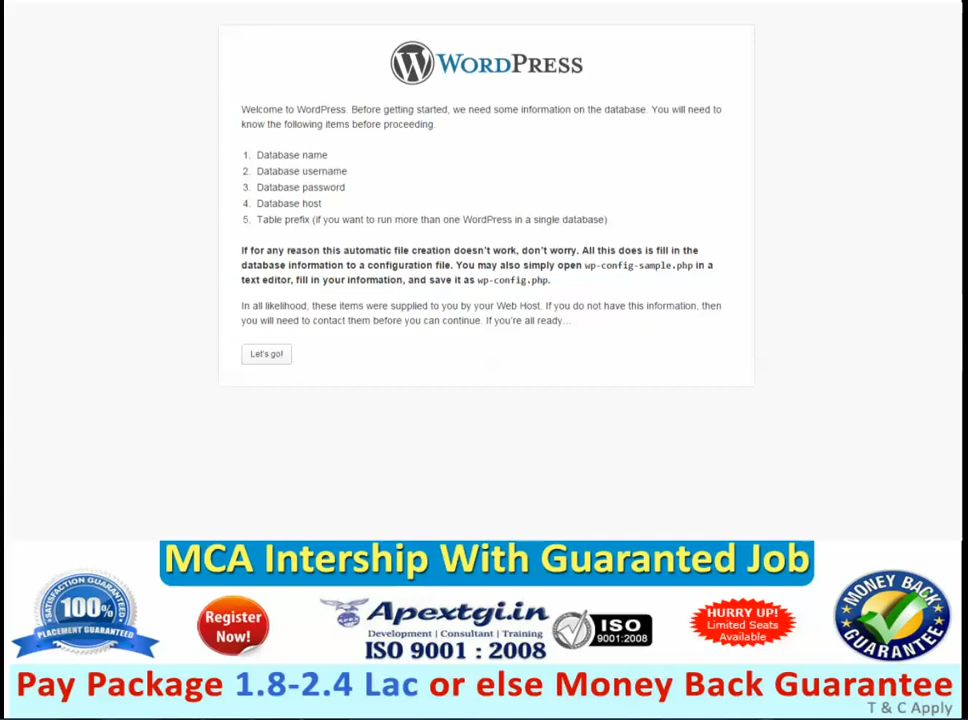 WORDPRESS
Welcome to WordPress. Before getting started, we need some information on the database. You will need to
know the following items before proceeding.
1. Database name
2. Database username
3. Database password
4. Database host
5. Table prefix (if you want to run more than one WordPress in a single database)
If for any reason this automatic file creation doesn't work, don't worry. All this does is fill in the
database information to a configuration file. You may also simply open wp-config-sample.php in a
text editor, fill in your information, and save it as wp-config.php.
In all likelihood, these items were supplied to you by your Web Host. If you do not have this information, then
you will need to contact them before you can continue. If you're all ready…
Let's go!
MCA Intership With Guaranted Job
SATISFACTION GUARANTEED
100%
PLACEMENT GUARANTEED
Register
Now!
Apextgi.in
Development | Consultant | Training
ISO 9001 : 2008
ISO
9001:2008
HURRY UP!
Limited Seats
Available
MONEY BACK
GUARANTEE
Pay Package 1.8-2.4 Lac or else Money Back Guarantee
T & C Apply